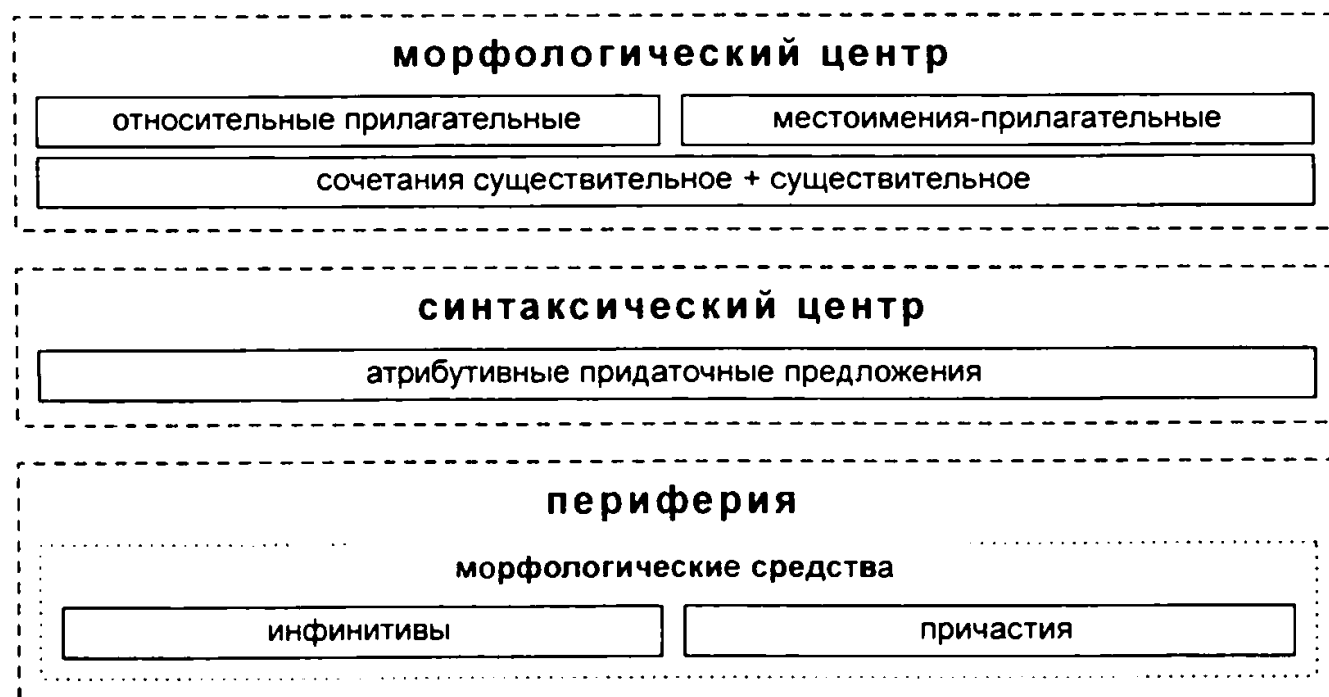 морфологический центр
относительные прилагательные
местоимения-прилагательные
сочетания существительное + существительное
синтаксический центр
атрибутивные придаточные предложения
периферия
морфологические средства
инфинитивы
причастия